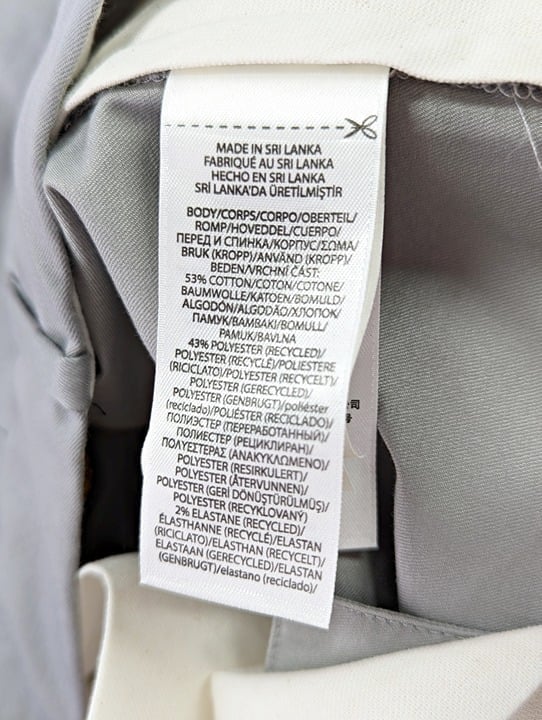 MADE IN SRI LANKA
FABRIQUÉ AU SRI LANKA
HECHO EN SRI LANKA
SRİ LANKA'DA ÜRETİLMİŞTİR
BODY/CORPS/CORPO/OBERTEIL/
ROMP/HOVEDDEL/CUERPO/
ПЕРЕД И СПИНКА/КОРПУС/ΣΩΜΑ/
BRUK (KROPP)/ANVÄND (KROPP)/
BEDEN/VRCHNÍ ČÁST:
53% COTTON/COTON/COTONE/
BAUMWOLLE/KATOEN/BOMULD/
ALGODÓN/ALGODÃO/ХЛОПОК/
ПАМУК/ΒΑΜΒΑΚΙ/BOMULL/
PAMUK/BAVLNA
43% POLYESTER (RECYCLED)/
POLYESTER (RECYCLÉ)/POLIESTERE
(RICICLATO)/POLYESTER (RECYCELT)/
POLYESTER (GERECYCLED)/
POLYESTER (GENBRUGT)/poliéster
(reciclado)/POLIÉSTER (RECICLADO)/
ПОЛИЭСТЕР (ПЕРЕРАБОТАННЫЙ)/
ПОЛИЕСТЕР (РЕЦИКЛИРАН)/
ΠΟΛΥΕΣΤΕΡΑΣ (ΑΝΑΚΥΚΛΩΜΕΝΟ)/
POLYESTER (RESIRKULERT)/
POLYESTER (ÅTERVUNNEN)/
POLYESTER (GERİ DÖNÜŞTÜRÜLMÜŞ)/
POLYESTER (RECYKLOVANÝ)
2% ELASTANE (RECYCLED)/
ÉLASTHANNE (RECYCLÉ)/ELASTAN
(RICICLATO)/ELASTHAN (RECYCELT)/
ELASTAAN (GERECYCLED)/ELASTAN
(GENBRUGT)/elastano (reciclado)/
司
号